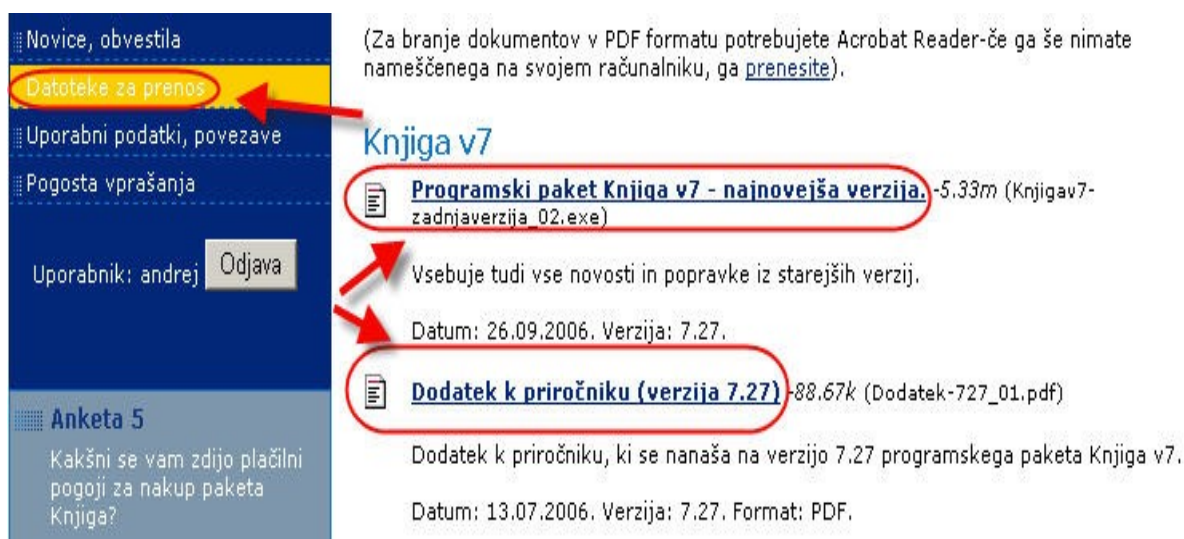 Novice, obvestila
Datoteke za prenos
Uporabni podatki, povezave
Pogosta vprašanja
Uporabnik: andrej Odjava
Anketa 5
Kakšni se vam zdijo plačilni
pogoji za nakup paketa
Knjiga?
(Za branje dokumentov v PDF formatu potrebujete Acrobat Reader-če ga še nimate
nameščenega na svojem računalniku, ga prenesite).
Knjiga v7
Programski paket Knjiga v7 - najnovejša verzija. -5.33m (Knjigav7-
zadnjaverzija_02.exe)
Vsebuje tudi vse novosti in popravke iz starejših verzij.
Datum: 26.09.2006. Verzija: 7.27.
Dodatek k priročniku (verzija 7.27) -88.67k (Dodatek-727_01.pdf)
Dodatek k priročniku, ki se nanaša na verzijo 7.27 programskega paketa Knjiga v7.
Datum: 13.07.2006. Verzija: 7.27. Format: PDF.